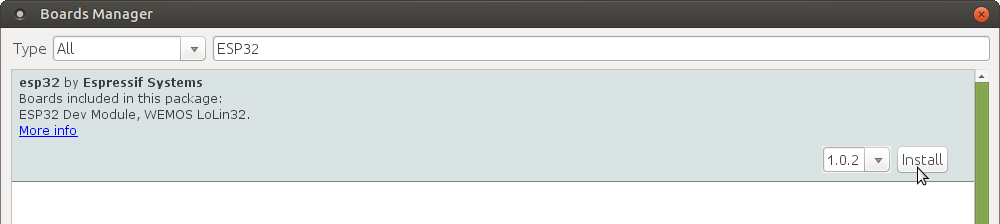 Boards Manager
Type All ESP32
esp32 by Espressif Systems
Boards included in this package:
ESP32 Dev Module, WEMOS LoLin32.
More info
1.0.2 Install